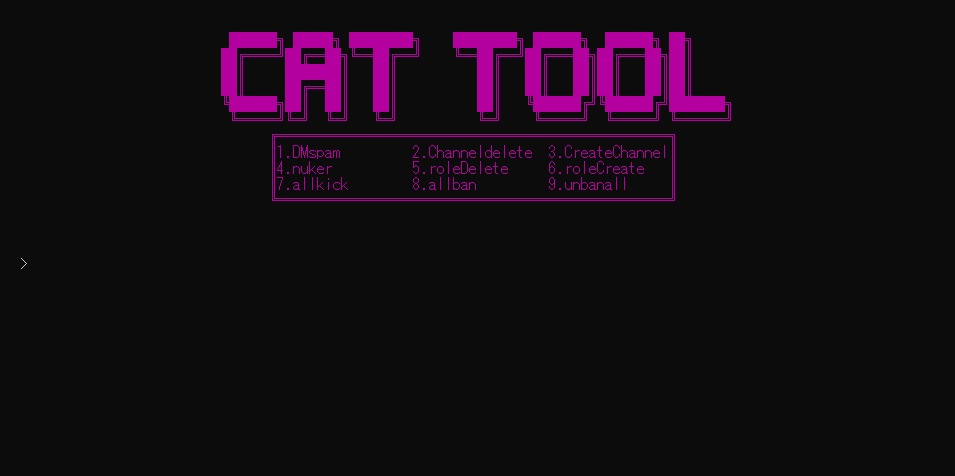 CAT TOOL
1.DMspam 2.Channeldelete 3.CreateChannel
4.nuker 5.roleDelete 6.roleCreate
7.allkick 8.allban 9.unbanall
>